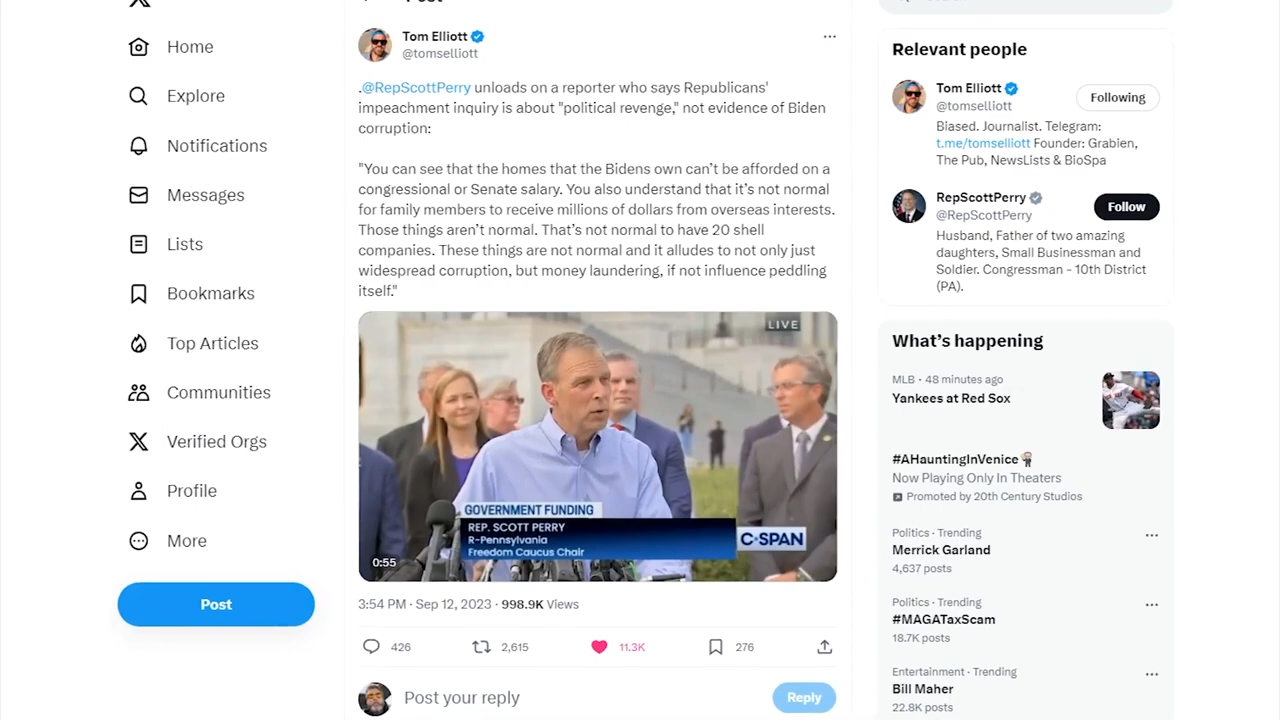 Home
Explore
Notifications
Messages
Lists
Bookmarks
Top Articles
Communities
Verified Orgs
Profile
More
Post
Tom Elliott
@tomselliott
.@RepScottPerry unloads on a reporter who says Republicans'
impeachment inquiry is about "political revenge," not evidence of Biden
corruption:
"You can see that the homes that the Bidens own can't be afforded on a
congressional or Senate salary. You also understand that it's not normal
for family members to receive millions of dollars from overseas interests.
Those things aren't normal. That's not normal to have 20 shell
companies. These things are not normal and it alludes to not only just
widespread corruption, but money laundering, if not influence peddling
itself."
LIVE
GOVERNMENT FUNDING
REP. SCOTT PERRY
R-Pennsylvania
Freedom Caucus Chair
C-SPAN
0:55
3:54 PM · Sep 12, 2023 · 998.9K Views
426 2,615 11.3K 276
Post your reply
Reply
Relevant people
Tom Elliott
@tomselliott
Following
Biased. Journalist. Telegram:
t.me/tomselliott Founder: Grabien,
The Pub, NewsLists & BioSpa
RepScottPerry
@RepScottPerry
Follow
Husband, Father of two amazing
daughters, Small Businessman and
Soldier. Congressman - 10th District
(PA).
What's happening
MLB · 48 minutes ago
Yankees at Red Sox
#AHauntingInVenice
Now Playing Only In Theaters
Promoted by 20th Century Studios
Politics · Trending
Merrick Garland
4,637 posts
Politics · Trending
#MAGATaxScam
18.7K posts
Entertainment · Trending
Bill Maher
22.8K posts